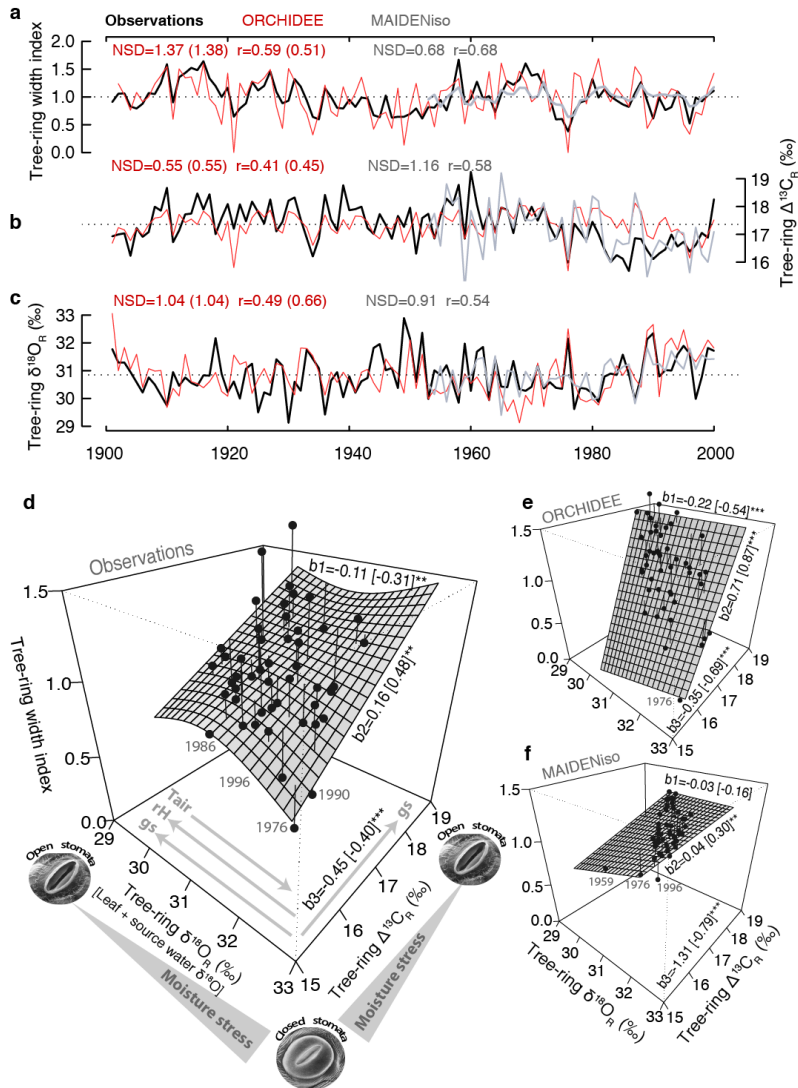 a
Observations ORCHIDEE MAIDENiso
NSD=1.37 (1.38) r=0.59 (0.51) NSD=0.68 r=0.68
Tree-ring width index
2.0
1.5
1.0
0.5
0.0
b
NSD=0.55 (0.55) r=0.41 (0.45) NSD=1.16 r=0.58
19
18
17
16
Tree-ring Δ¹³C_R (‰)
c
NSD=1.04 (1.04) r=0.49 (0.66) NSD=0.91 r=0.54
Tree-ring δ¹⁸O_R (‰)
33
32
31
30
29
1900 1920 1940 1960 1980 2000
d
Observations
b1=-0.11 [-0.31]**
b2=0.16 [0.48]**
b3=-0.45 [-0.40]***
Tree-ring width index
1.5
1.0
0.5
0.0
1986
1996
1990
1976
Tair
rH
gs
gs
29
30
31
32
33
15
16
17
18
19
Tree-ring δ¹⁸O_R (‰)
[Leaf + source water δ¹⁸O]
Tree-ring Δ¹³C_R (‰)
Open stomata
Open stomata
Moisture stress
Moisture stress
Closed stomata
e
ORCHIDEE
b1=-0.22 [-0.54]***
b2=0.71 [0.87]***
b3=-0.35 [-0.69]***
1.5
1.0
0.5
0.0
1976
29
30
31
32
33
15
16
17
18
19
f
MAIDENiso
b1=-0.03 [-0.16]
b2=0.04 [0.30]**
b3=-1.31 [-0.79]***
1.5
1.0
0.5
0.0
1959 1976 1996
29
30
31
32
33
15
16
17
18
19
Tree-ring δ¹⁸O_R (‰)
Tree-ring Δ¹³C_R (‰)